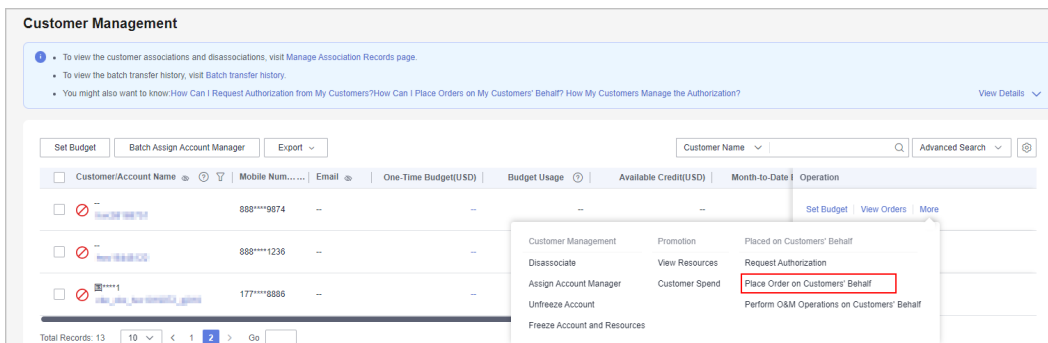 Customer Management
To view the customer associations and disassociations, visit Manage Association Records page.
To view the batch transfer history, visit Batch transfer history.
You might also want to know:How Can I Request Authorization from My Customers?How Can I Place Orders on My Customers' Behalf? How My Customers Manage the Authorization? View Details
Set Budget Batch Assign Account Manager Export Customer Name Advanced Search
Customer/Account Name Mobile Num... ... Email One-Time Budget(USD) Budget Usage Available Credit(USD) Month-to-Date Operation
--
888****9874 -- -- -- -- Set Budget View Orders More
--
888****1236 -- --
国****1
177****8886 -- --
Customer Management Promotion Placed on Customers' Behalf
Disassociate View Resources Request Authorization
Assign Account Manager Customer Spend Place Order on Customers' Behalf
Unfreeze Account Perform O&M Operations on Customers' Behalf
Freeze Account and Resources
Total Records: 13 10 < 1 2 > Go